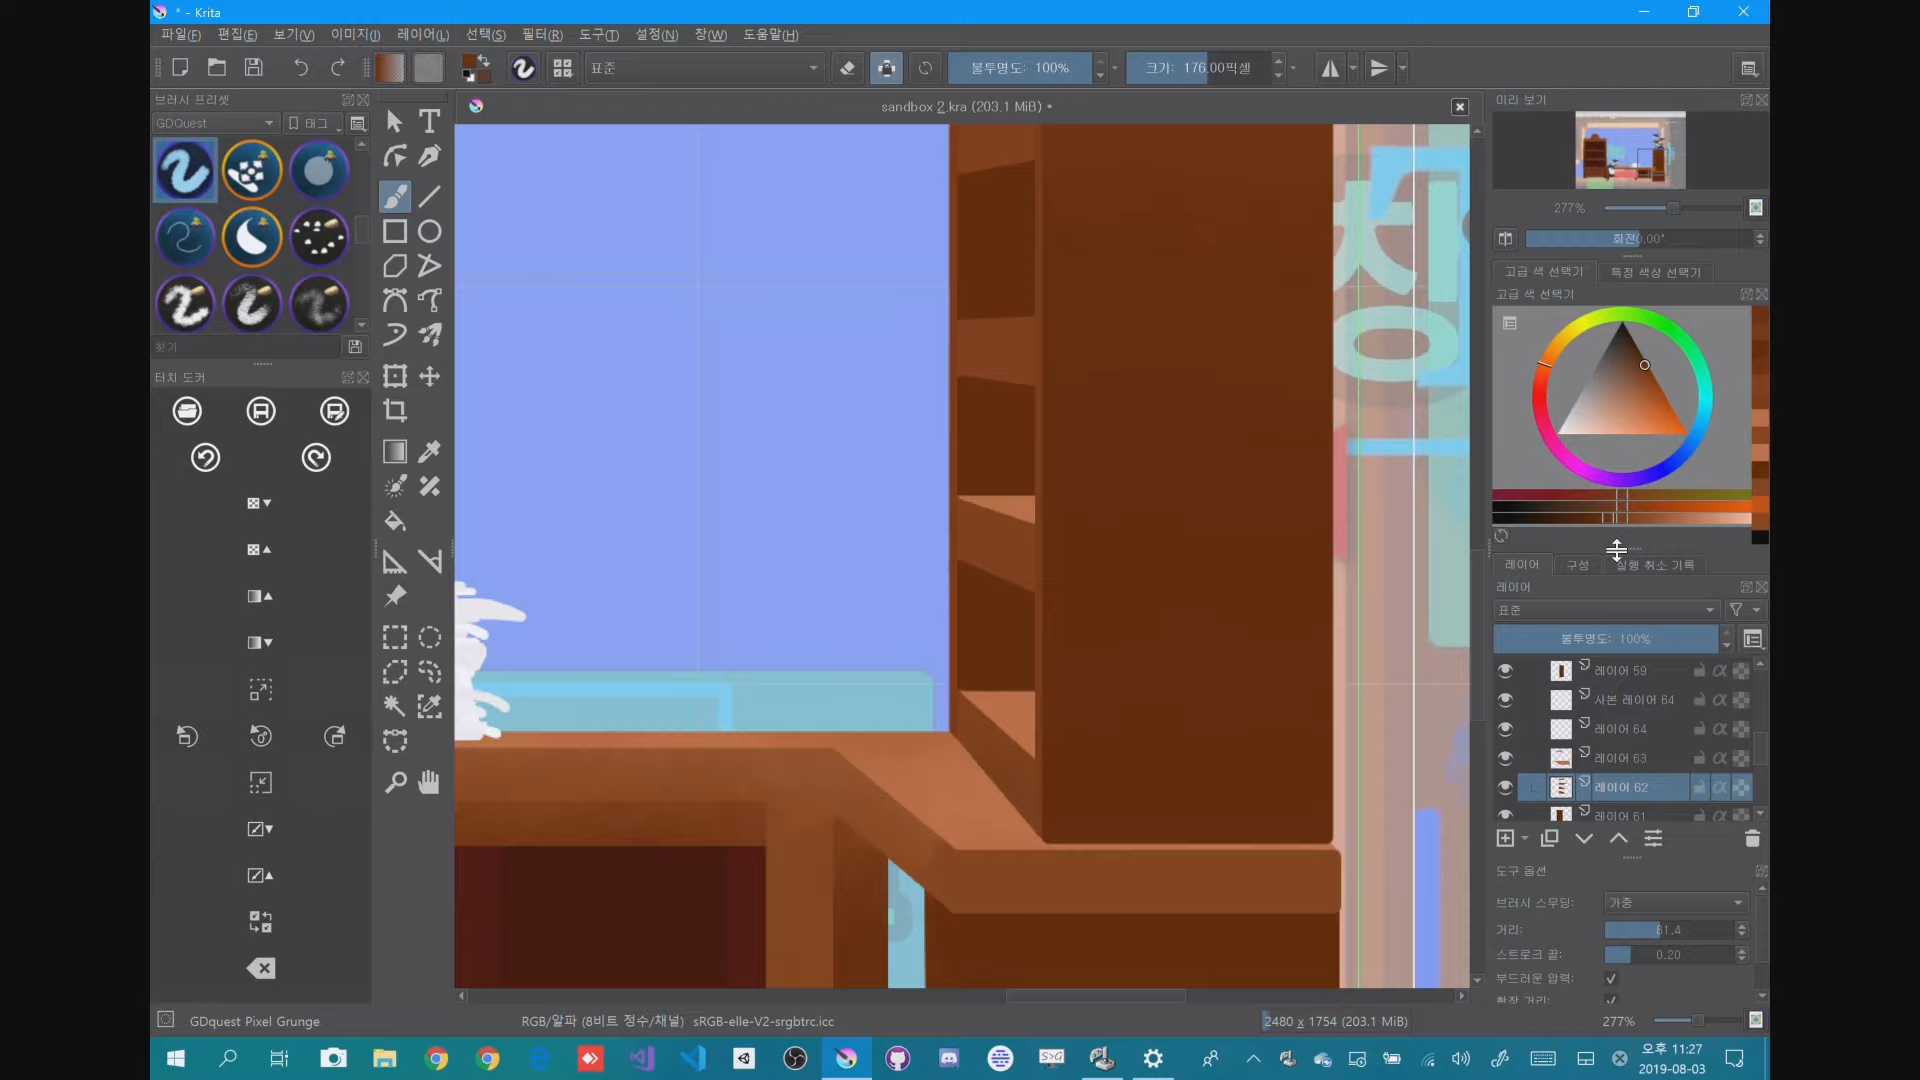 * - Krita
파일(F) 편집(E) 보기(V) 이미지(I) 레이어(L) 선택(S) 필터(R) 도구(T) 설정(N) 창(W) 도움말(H)
표준
불투명도: 100%
크기: 176.00픽셀
브러시 프리셋
GDQuest
태그
찾기
터치 도커
sandbox 2.kra (203.1 MiB) *
청
미리 보기
277%
회전0.00°
고급 색 선택기
특정 색상 선택기
고급 색 선택기
레이어
구성
실행 취소 기록
레이어
표준
불투명도: 100%
레이어 59
사본 레이어 64
레이어 64
레이어 63
레이어 62
레이어 61
도구 옵션
브러시 스무딩:
가중
거리:
81.4
스트로크 끝:
0.20
부드러운 압력:
확장 거리:
GDquest Pixel Grunge
RGB/알파 (8비트 정수/채널) sRGB-elle-V2-srgbtrc.icc
2480 x 1754 (203.1 MiB)
277%
S>G
오후 11:27
2019-08-03